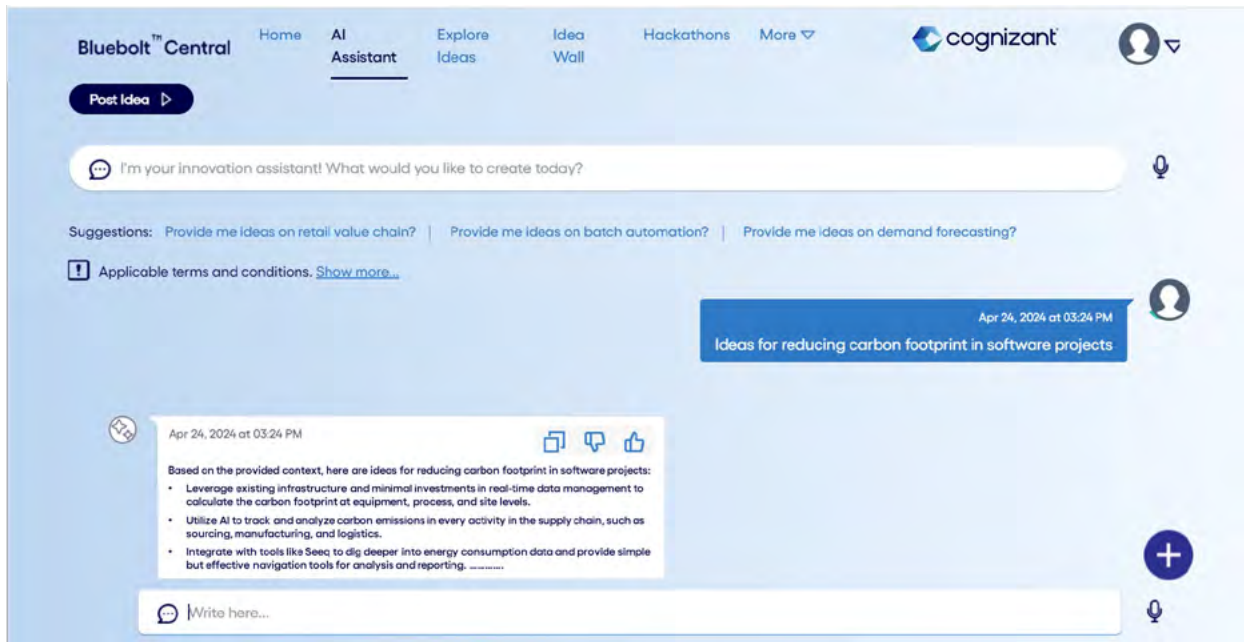 Bluebolt™ Central
Home
AI
Assistant
Explore
Ideas
Idea
Wall
Hackathons
More
cognizant
Post Idea
I'm your innovation assistant! What would you like to create today?
Suggestions: Provide me ideas on retail value chain? | Provide me ideas on batch automation? | Provide me ideas on demand forecasting?
! Applicable terms and conditions. Show more...
Apr 24, 2024 at 03:24 PM
Ideas for reducing carbon footprint in software projects
Apr 24, 2024 at 03:24 PM
Based on the provided context, here are ideas for reducing carbon footprint in software projects:
• Leverage existing infrastructure and minimal investments in real-time data management to
calculate the carbon footprint at equipment, process, and site levels.
• Utilize AI to track and analyze carbon emissions in every activity in the supply chain, such as
sourcing, manufacturing, and logistics.
• Integrate with tools like Seeq to dig deeper into energy consumption data and provide simple
but effective navigation tools for analysis and reporting. ............
Write here...